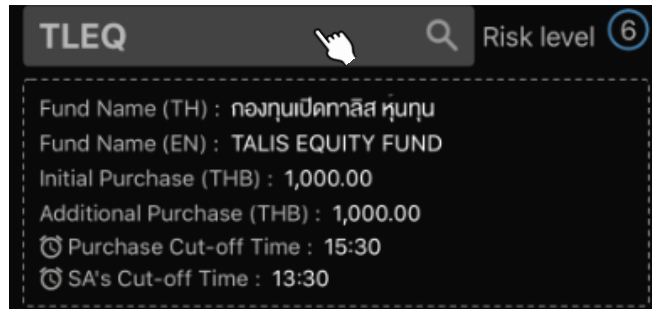 TLEQ Risk level 6
Fund Name (TH) : กองทุนเปิดทาลิส หุ้นทุน
Fund Name (EN) : TALIS EQUITY FUND
Initial Purchase (THB) : 1,000.00
Additional Purchase (THB) : 1,000.00
Purchase Cut-off Time : 15:30
SA's Cut-off Time : 13:30